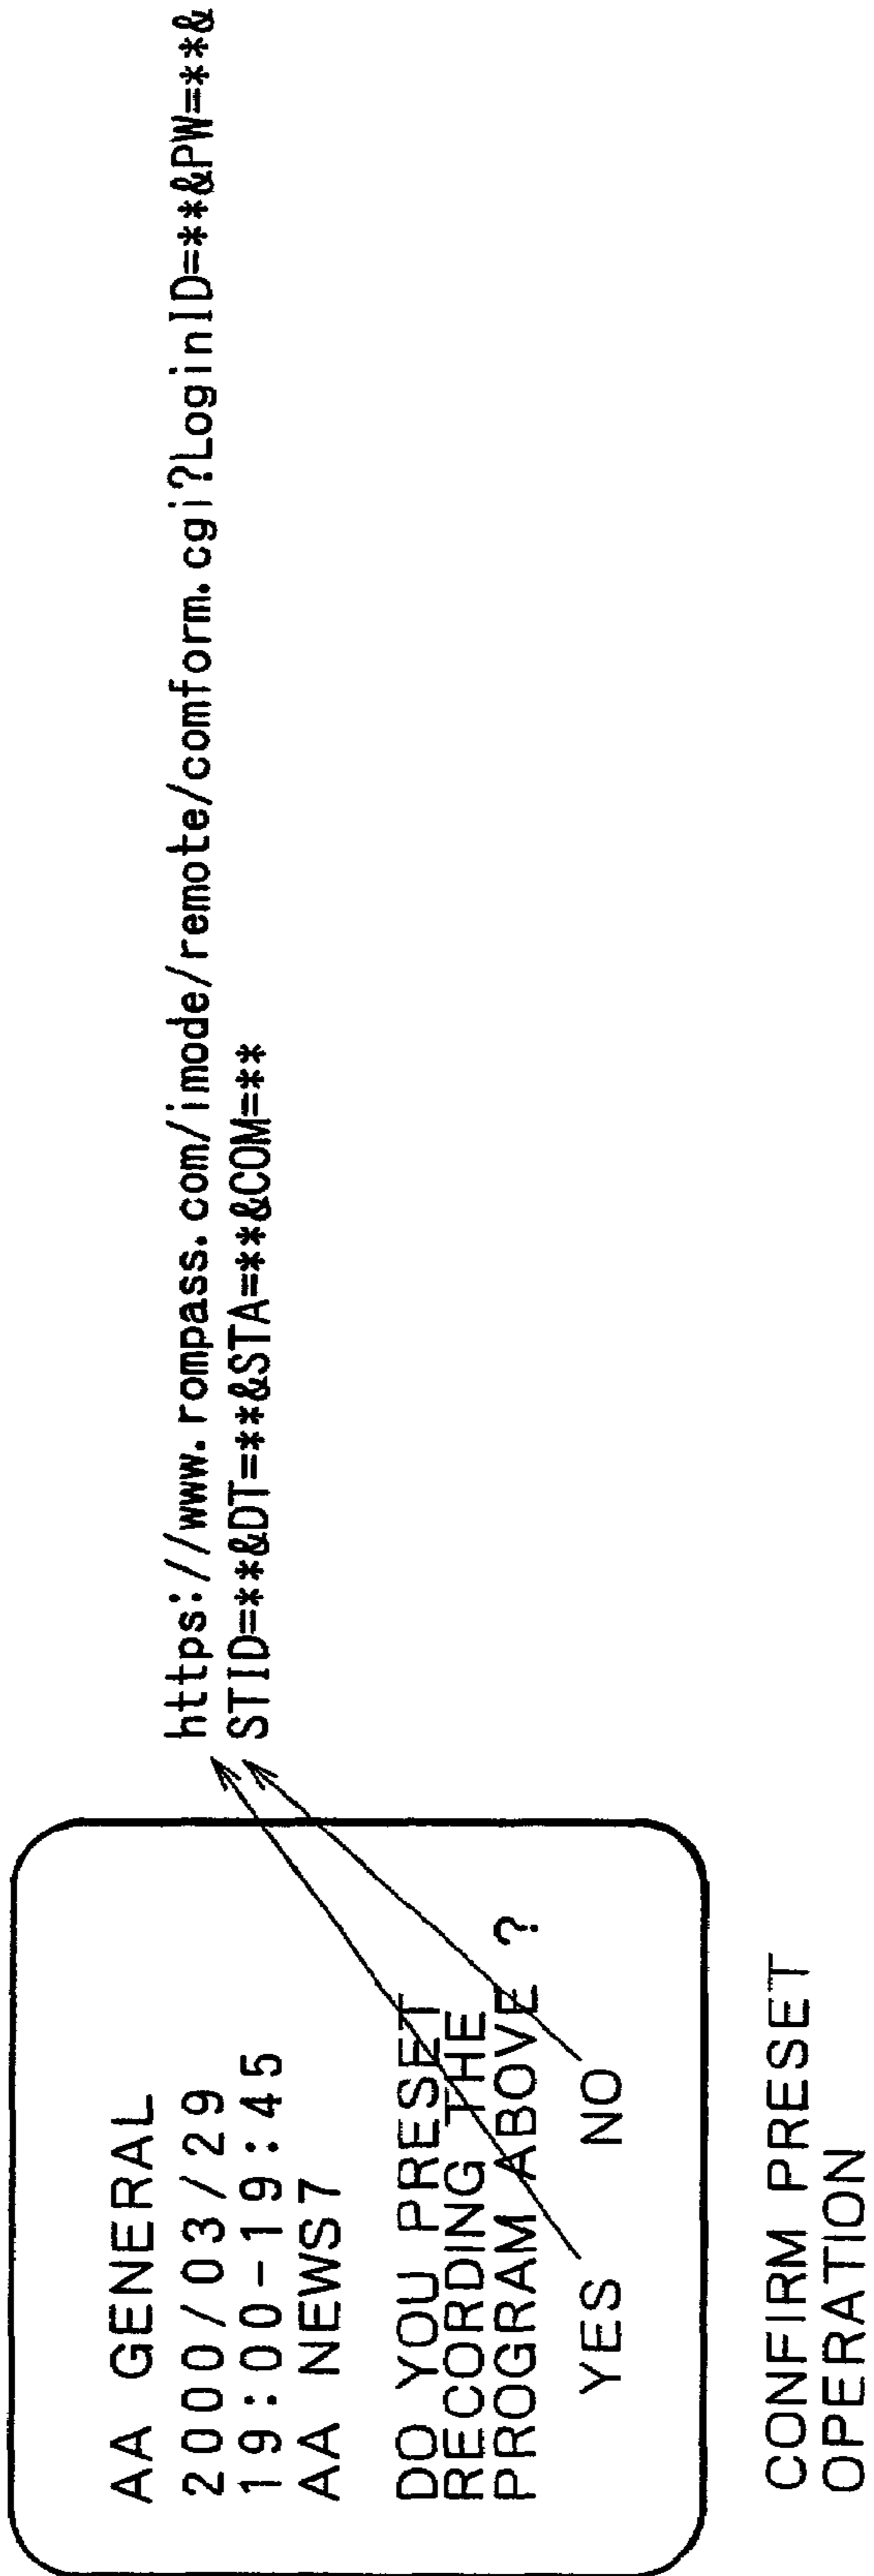 AA GENERAL
2000/03/29
19:00-19:45
AA NEWS7
DO YOU PRESET
RECORDING THE
PROGRAM ABOVE ?
YES NO
CONFIRM PRESET
OPERATION
https://www.rompass.com/imode/remote/comform.cgi?LoginID=**&PW=**&
STID=**&DT=**&STA=**&COM=**